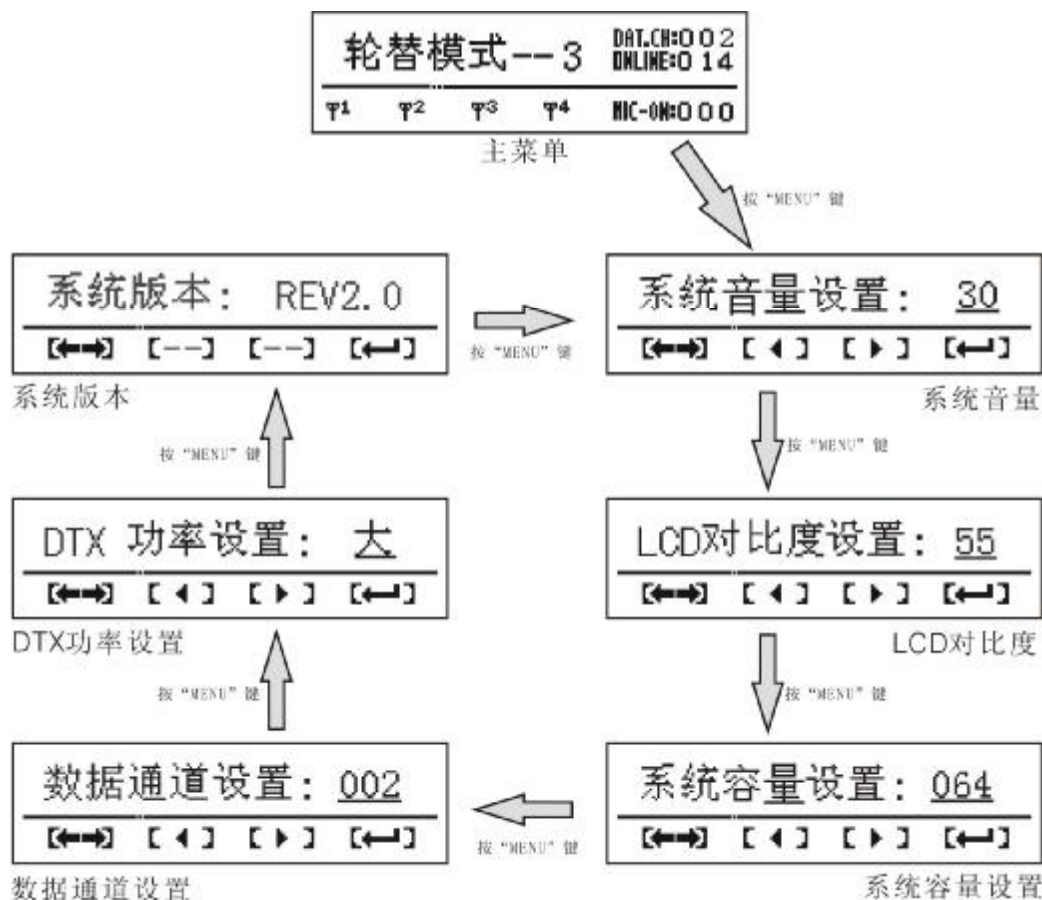 轮替模式--3
DAT.CH:002
ONLINE:014
1 2 3 4 MIC-ON:000
主菜单
按 “MENU” 键
系统版本: REV2.0
[--] [--]
系统版本
按 “MENU” 键
系统音量设置: 30
系统音量
按 “MENU” 键
按 “MENU” 键
DTX 功率设置: 大
DTX功率设置
LCD对比度设置: 55
LCD对比度
按 “MENU” 键
按 “MENU” 键
数据通道设置: 002
数据通道设置
按 “MENU” 键
系统容量设置: 064
系统容量设置